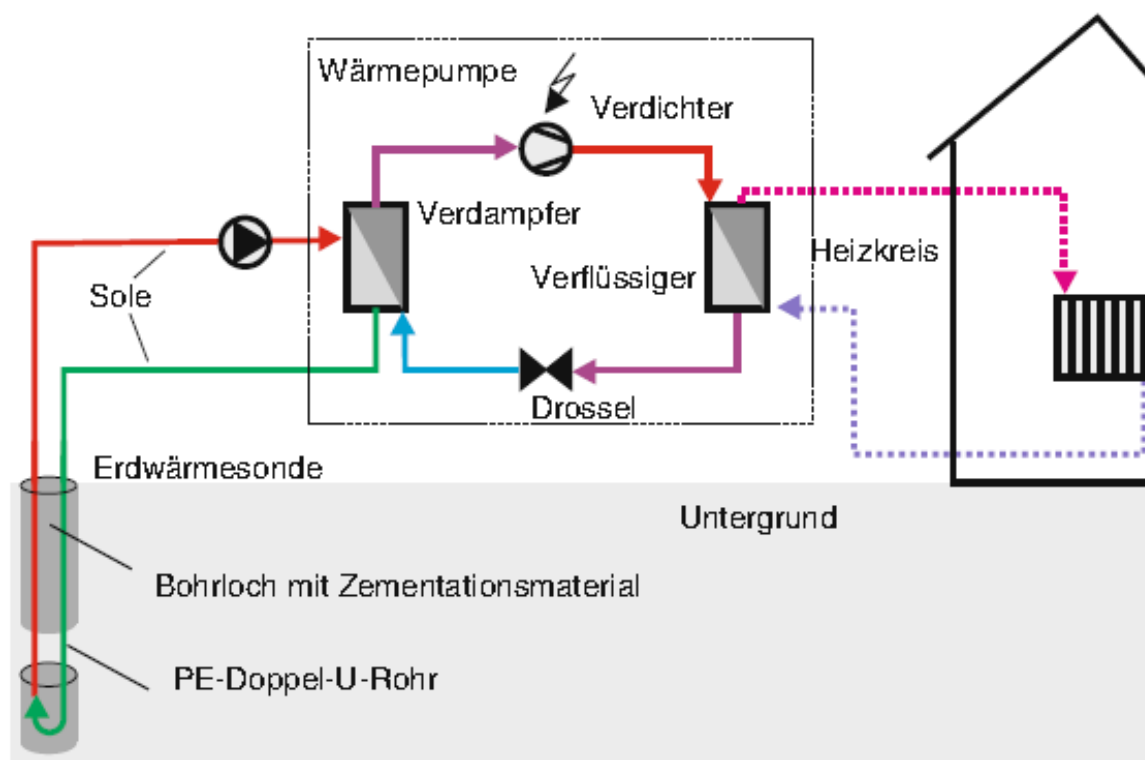 Wärmepumpe
Verdichter
Verdampfer
Verflüssiger
Heizkreis
Sole
Drossel
Erdwärmesonde
Untergrund
Bohrloch mit Zementationsmaterial
PE-Doppel-U-Rohr